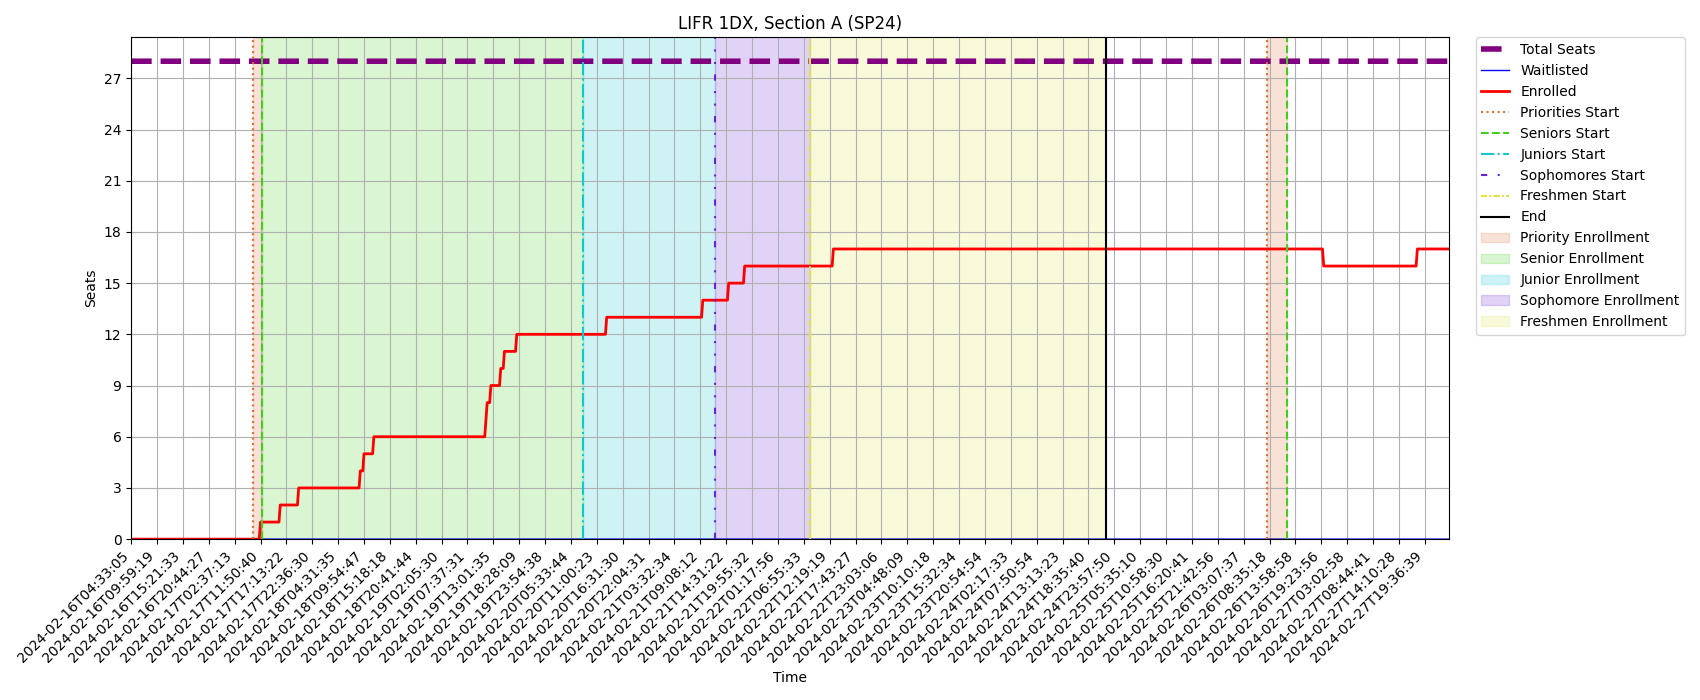 LIFR 1DX, Section A (SP24)
Total Seats
Waitlisted
Enrolled
Priorities Start
Seniors Start
Juniors Start
Sophomores Start
Freshmen Start
End
Priority Enrollment
Senior Enrollment
Junior Enrollment
Sophomore Enrollment
Freshmen Enrollment
Seats
27
24
21
18
15
12
9
6
3
0
2024-02-16T04:33:05
2024-02-16T09:59:19
2024-02-16T15:21:33
2024-02-16T20:44:27
2024-02-17T02:37:13
2024-02-17T11:50:40
2024-02-17T17:13:22
2024-02-17T22:36:30
2024-02-18T04:31:35
2024-02-18T09:54:47
2024-02-18T15:18:18
2024-02-18T20:41:44
2024-02-19T02:05:30
2024-02-19T07:37:31
2024-02-19T13:01:35
2024-02-19T18:28:09
2024-02-19T23:54:38
2024-02-20T05:33:44
2024-02-20T11:00:23
2024-02-20T16:31:30
2024-02-20T22:04:31
2024-02-21T03:32:34
2024-02-21T09:08:12
2024-02-21T14:31:22
2024-02-21T19:55:32
2024-02-22T01:17:56
2024-02-22T06:55:33
2024-02-22T12:19:19
2024-02-22T17:43:27
2024-02-22T23:03:06
2024-02-23T04:48:09
2024-02-23T10:10:18
2024-02-23T15:32:34
2024-02-23T20:54:54
2024-02-24T02:17:33
2024-02-24T07:50:54
2024-02-24T13:13:23
2024-02-24T18:35:40
2024-02-24T23:57:50
2024-02-25T05:35:10
2024-02-25T10:58:30
2024-02-25T16:20:41
2024-02-25T21:42:56
2024-02-26T03:07:37
2024-02-26T08:35:18
2024-02-26T13:58:58
2024-02-26T19:23:56
2024-02-27T03:02:58
2024-02-27T08:44:41
2024-02-27T14:10:28
2024-02-27T19:36:39
Time